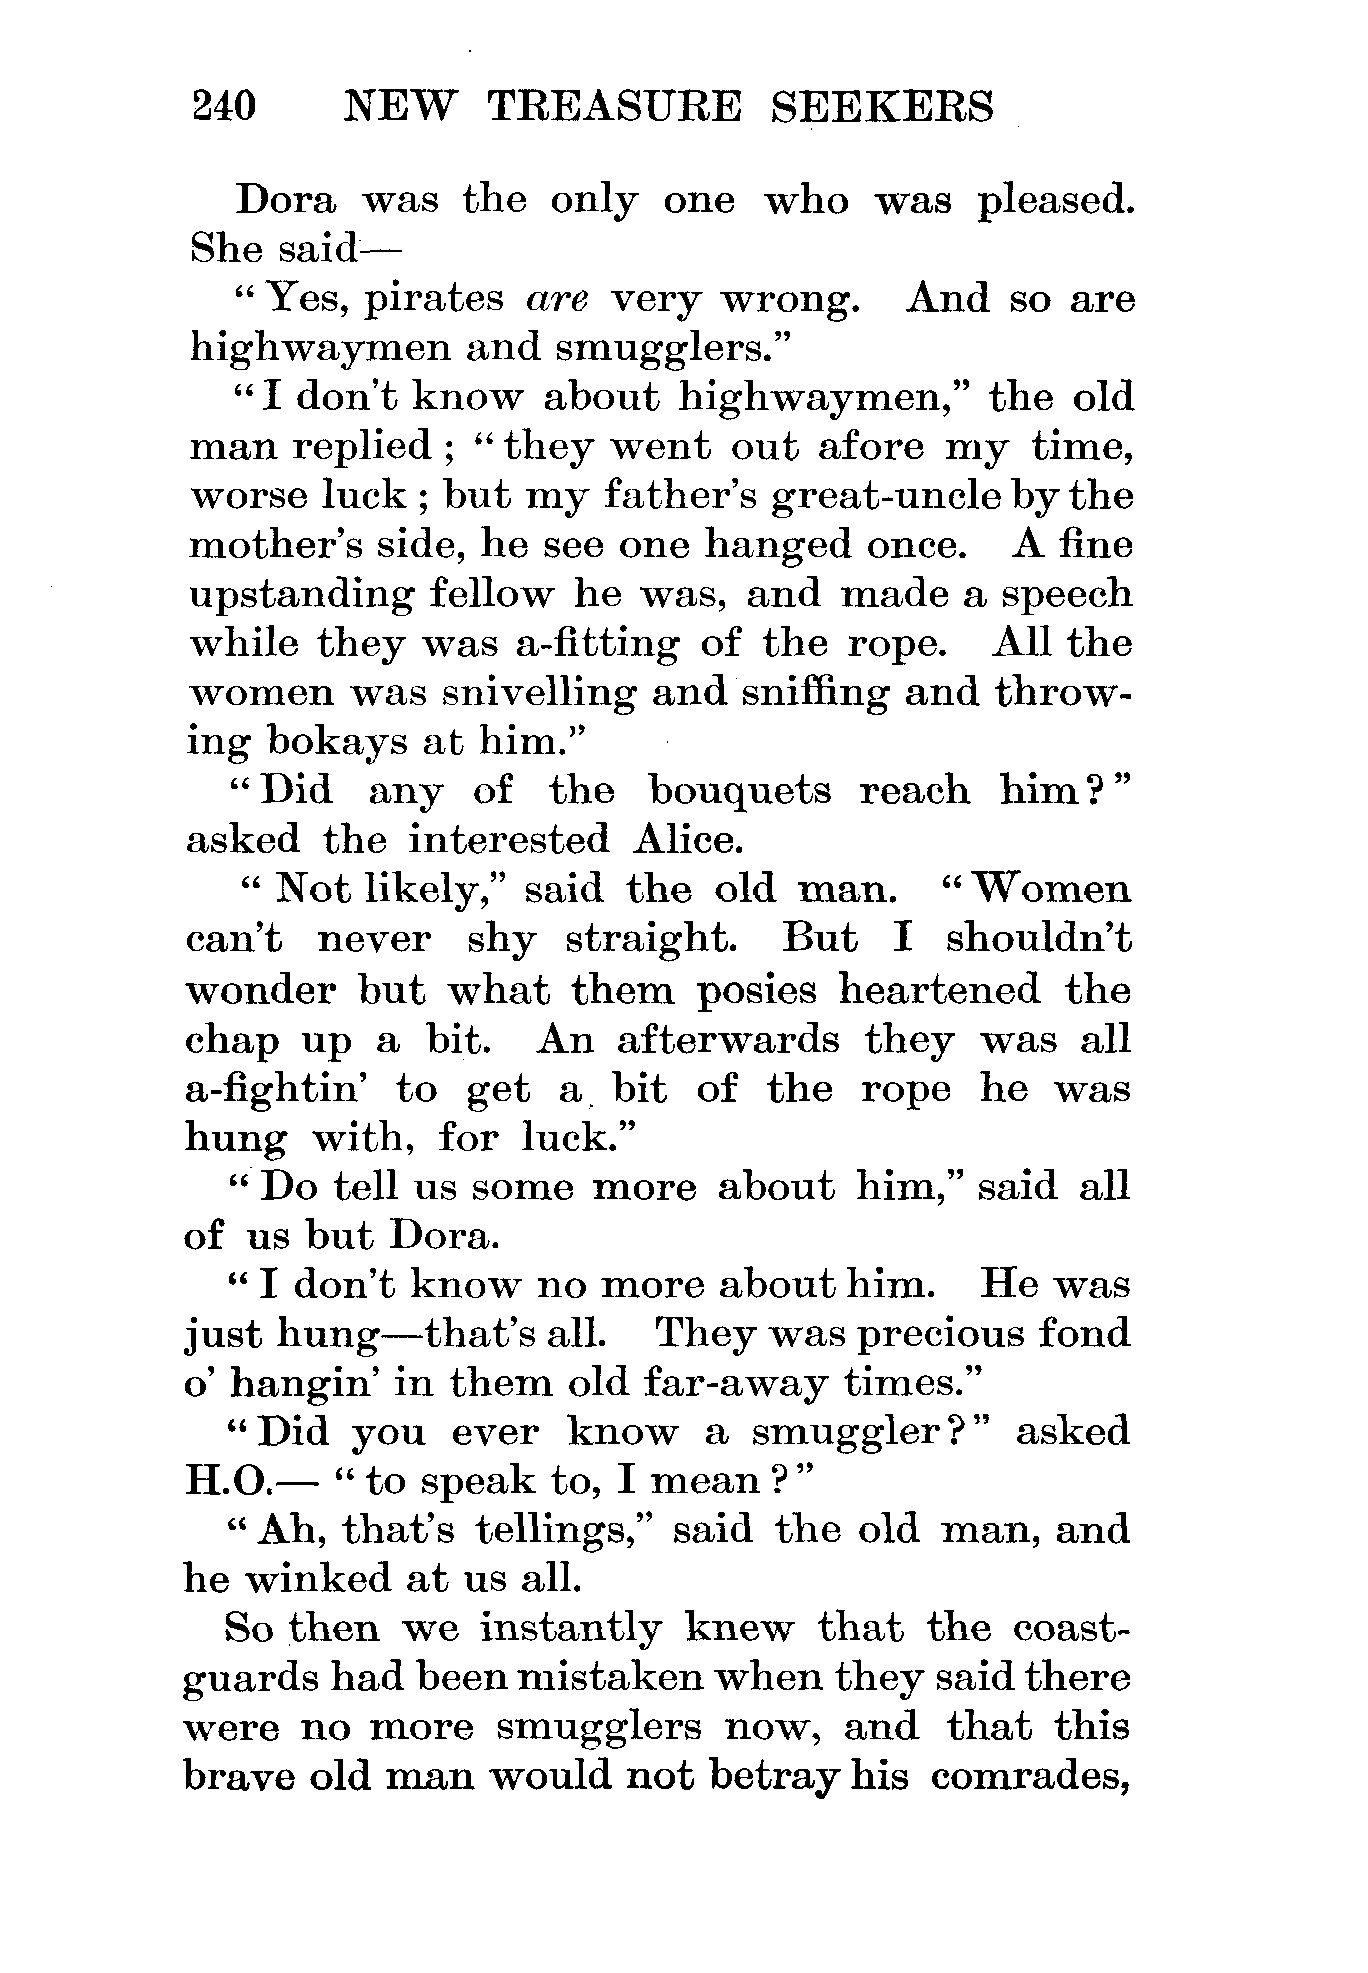 240 NEW TREASURE SEEKERS
Dora was the only one who was pleased.
She said—
"Yes, pirates are very wrong. And so are
highwaymen and smugglers."
"I don't know about highwaymen," the old
man replied; "they went out afore my time,
worse luck; but my father's great-uncle by the
mother's side, he see one hanged once. A fine
upstanding fellow he was, and made a speech
while they was a-fitting of the rope. All the
women was snivelling and sniffing and throw-
ing bokays at him."
"Did any of the bouquets reach him?"
asked the interested Alice.
"Not likely," said the old man. "Women
can't never shy straight. But I shouldn't
wonder but what them posies heartened the
chap up a bit. An afterwards they was all
a-fightin' to get a bit of the rope he was
hung with, for luck."
"Do tell us some more about him," said all
of us but Dora.
"I don't know no more about him. He was
just hung—that's all. They was precious fond
o' hangin' in them old far-away times."
"Did you ever know a smuggler?" asked
H.O.— "to speak to, I mean?"
"Ah, that's tellings," said the old man, and
he winked at us all.
So then we instantly knew that the coast-
guards had been mistaken when they said there
were no more smugglers now, and that this
brave old man would not betray his comrades,